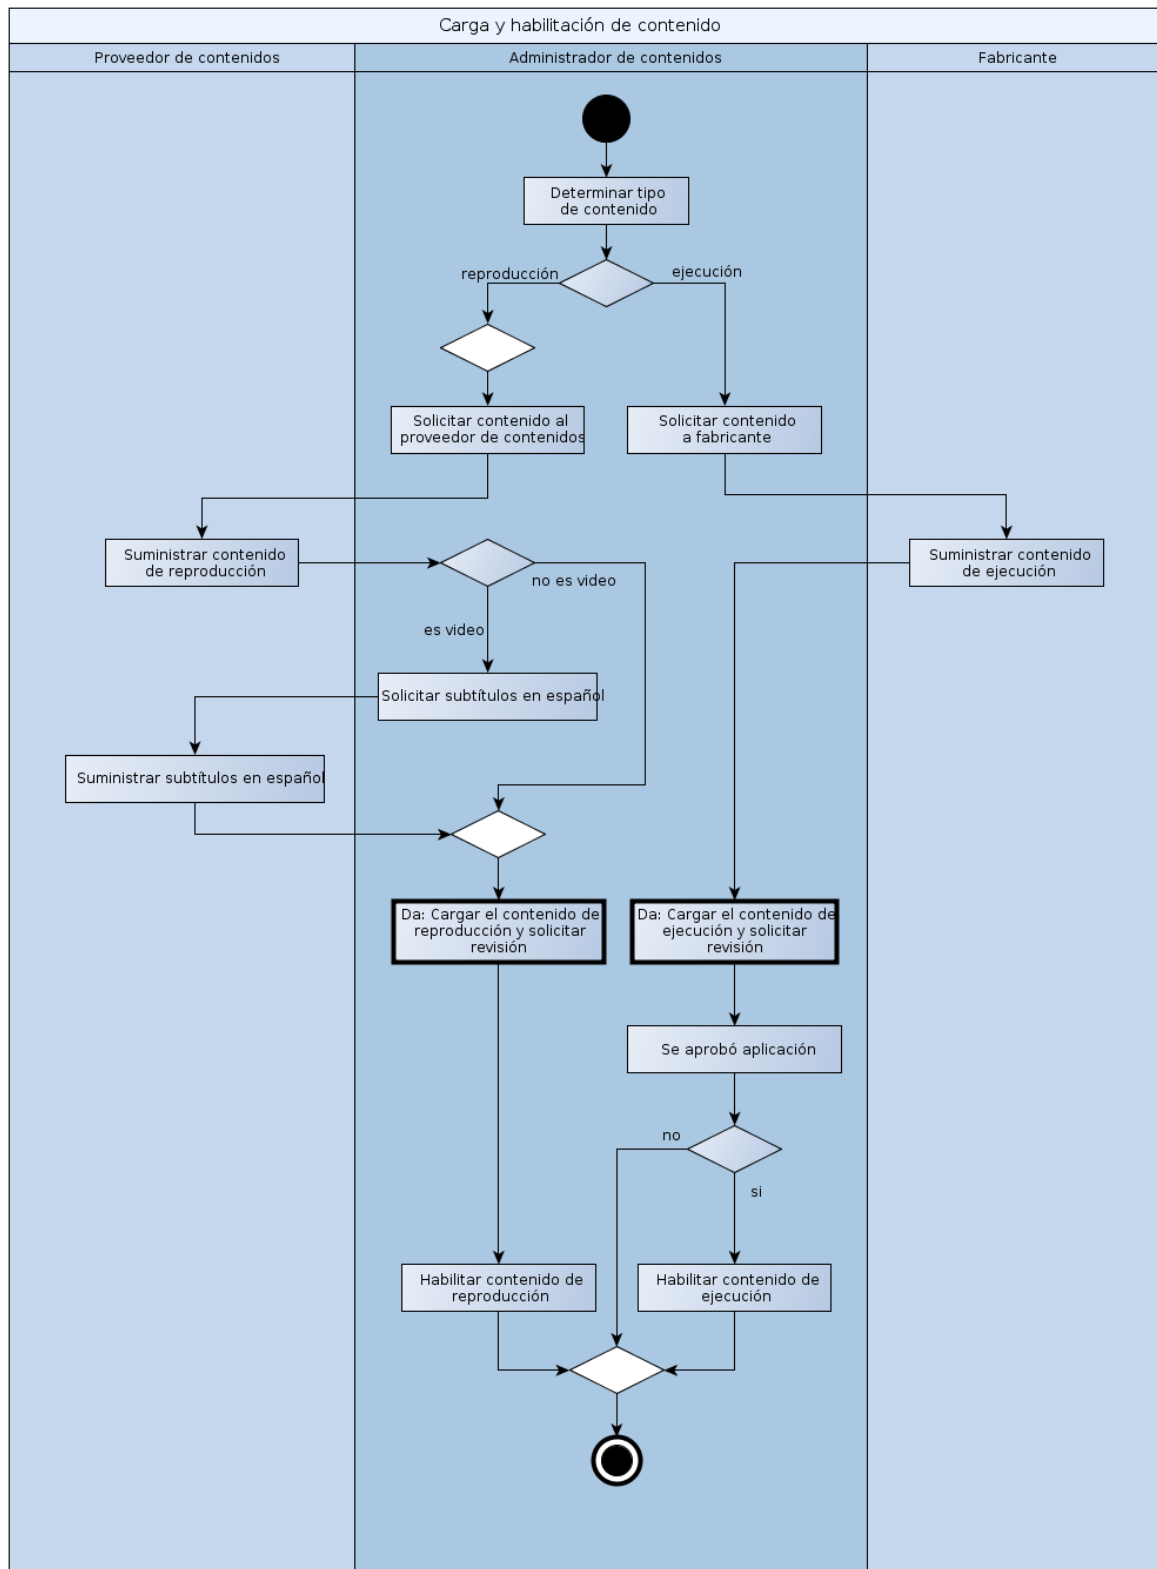 Carga y habilitación de contenido
Proveedor de contenidos
Administrador de contenidos
Fabricante
Determinar tipo
de contenido
reproducción
ejecución
Solicitar contenido al
proveedor de contenidos
Solicitar contenido
a fabricante
Suministrar contenido
de reproducción
no es video
Suministrar contenido
de ejecución
es video
Solicitar subtítulos en español
Suministrar subtítulos en español
Da: Cargar el contenido de
reproducción y solicitar
revisión
Da: Cargar el contenido de
ejecución y solicitar
revisión
Se aprobó aplicación
no
si
Habilitar contenido de
reproducción
Habilitar contenido de
ejecución